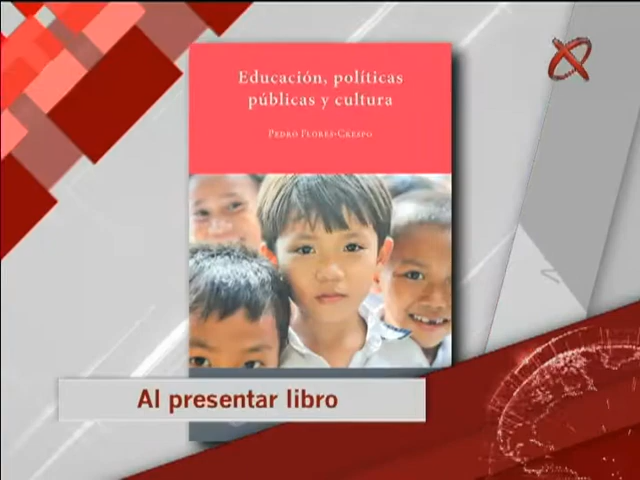 Educación, políticas
públicas y cultura
Pedro Flores-Crespo
Al presentar libro